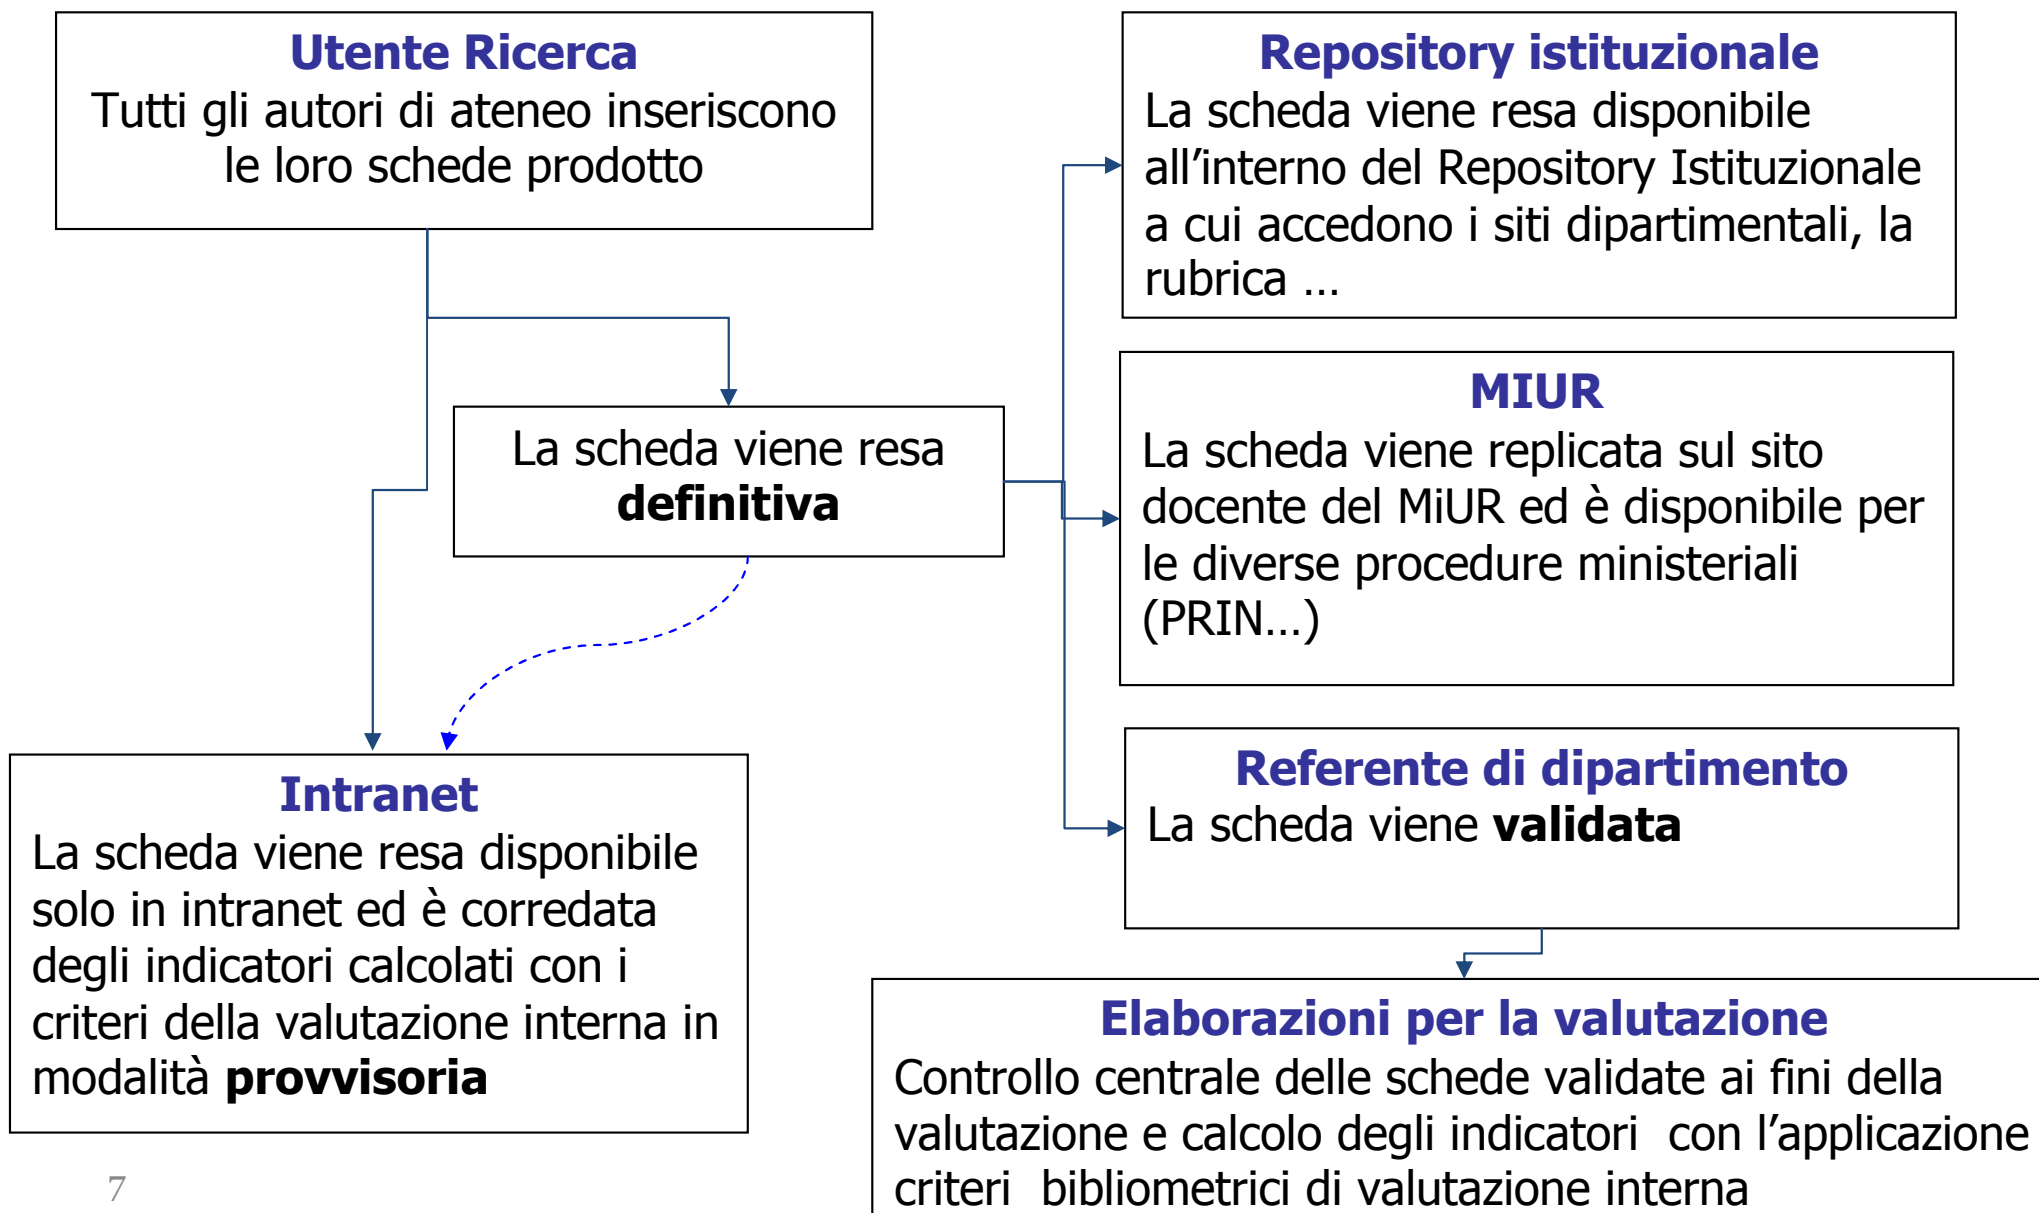 Utente Ricerca
Tutti gli autori di ateneo inseriscono
le loro schede prodotto
Repository istituzionale
La scheda viene resa disponibile
all’interno del Repository Istituzionale
a cui accedono i siti dipartimentali, la
rubrica …
La scheda viene resa
definitiva
MIUR
La scheda viene replicata sul sito
docente del MiUR ed è disponibile per
le diverse procedure ministeriali
(PRIN…)
Intranet
La scheda viene resa disponibile
solo in intranet ed è corredata
degli indicatori calcolati con i
criteri della valutazione interna in
modalità provvisoria
Referente di dipartimento
La scheda viene validata
Elaborazioni per la valutazione
Controllo centrale delle schede validate ai fini della
valutazione e calcolo degli indicatori  con l’applicazione
criteri  bibliometrici di valutazione interna
7